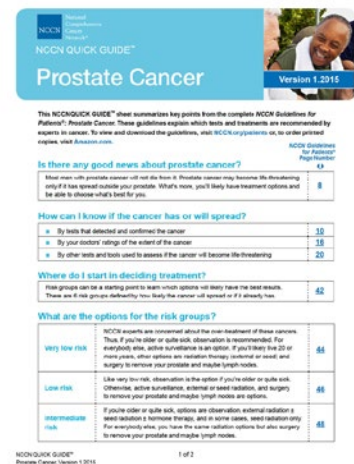 NCCN
National
Comprehensive
Cancer
Network®
NCCN QUICK GUIDE™
Prostate Cancer
Version 1.2015
This NCCNQUICK GUIDE™ sheet summarizes key points from the complete NCCN Guidelines for
Patients®: Prostate Cancer. These guidelines explain which tests and treatments are recommended by
experts in cancer. To view and download the guidelines, visit NCCN.org/patients or, to order printed
copies, visit Amazon.com.
NCCN Guidelines
for Patients®
Page Number
Is there any good news about prostate cancer?
Most men with prostate cancer will not die from it. Prostate cancer may become life-threatening
only if it has spread outside your prostate. What's more, you'll likely have treatment options and
be able to choose what's best for you.
8
How can I know if the cancer has or will spread?
By tests that detected and confirmed the cancer
10
By your doctors' ratings of the extent of the cancer
16
By other tests and tools used to assess if the cancer will become life-threatening
20
Where do I start in deciding treatment?
Risk groups can be a starting point to learn which options will likely have the best results.
There are 6 risk groups defined by how likely the cancer will spread or if it already has.
42
What are the options for the risk groups?
Very low risk
NCCN experts are concerned about the over-treatment of these cancers.
Thus, if you're older or quite sick, observation is recommended. For
everybody else, active surveillance is an option. If you'll likely live 20 or
more years, other options are radiation therapy (external or seed) and
surgery to remove your prostate and maybe lymph nodes.
44
Low risk
Like very low risk, observation is the option if you're older or quite sick.
Otherwise, active surveillance, external or seed radiation, and surgery
to remove your prostate and maybe lymph nodes are options.
46
Intermediate
risk
If you're older or quite sick, options are observation, external radiation ±
seed radiation ± hormone therapy, and in some cases, seed radiation only.
For everybody else, you have the same radiation options but also surgery
to remove your prostate and maybe lymph nodes.
48
NCCN QUICK GUIDE™
Prostate Cancer, Version 1.2015
1 of 2